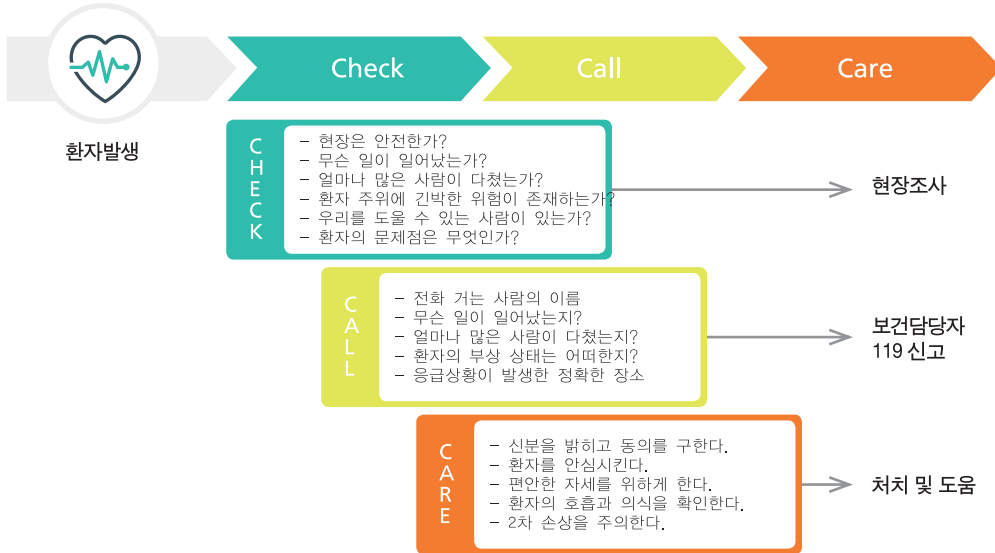 Check
Call
Care
환자발생
CHECK
– 현장은 안전한가?
– 무슨 일이 일어났는가?
– 얼마나 많은 사람이 다쳤는가?
– 환자 주위에 긴박한 위험이 존재하는가?
– 우리를 도울 수 있는 사람이 있는가?
– 환자의 문제점은 무엇인가?
현장조사
CALL
– 전화 거는 사람의 이름
– 무슨 일이 일어났는지?
– 얼마나 많은 사람이 다쳤는지?
– 환자의 부상 상태는 어떠한지?
– 응급상황이 발생한 정확한 장소
보건담당자
119 신고
CARE
– 신분을 밝히고 동의를 구한다.
– 환자를 안심시킨다.
– 편안한 자세를 위하게 한다.
– 환자의 호흡과 의식을 확인한다.
– 2차 손상을 주의한다.
처치 및 도움